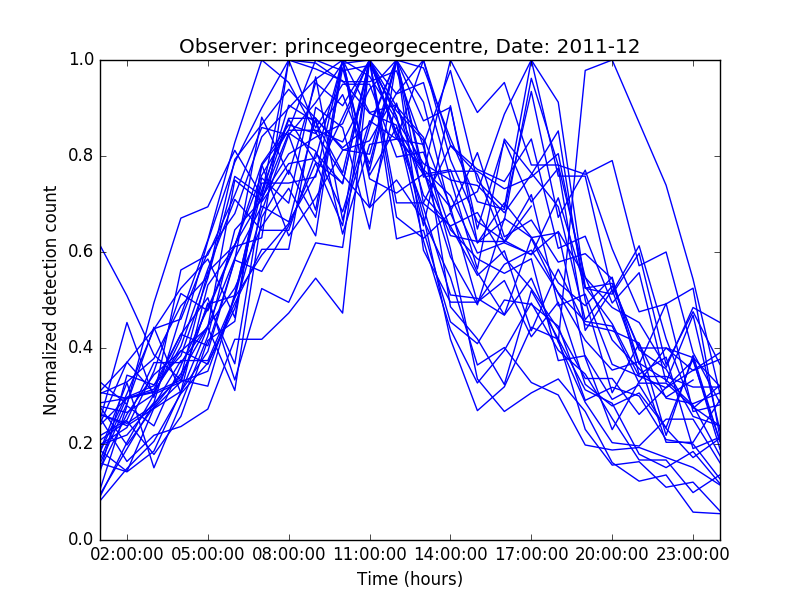 Observer: princegeorgecentre, Date: 2011-12
Normalized detection count
1.0
0.8
0.6
0.4
0.2
0.0
02:00:00 05:00:00 08:00:00 11:00:00 14:00:00 17:00:00 20:00:00 23:00:00
Time (hours)